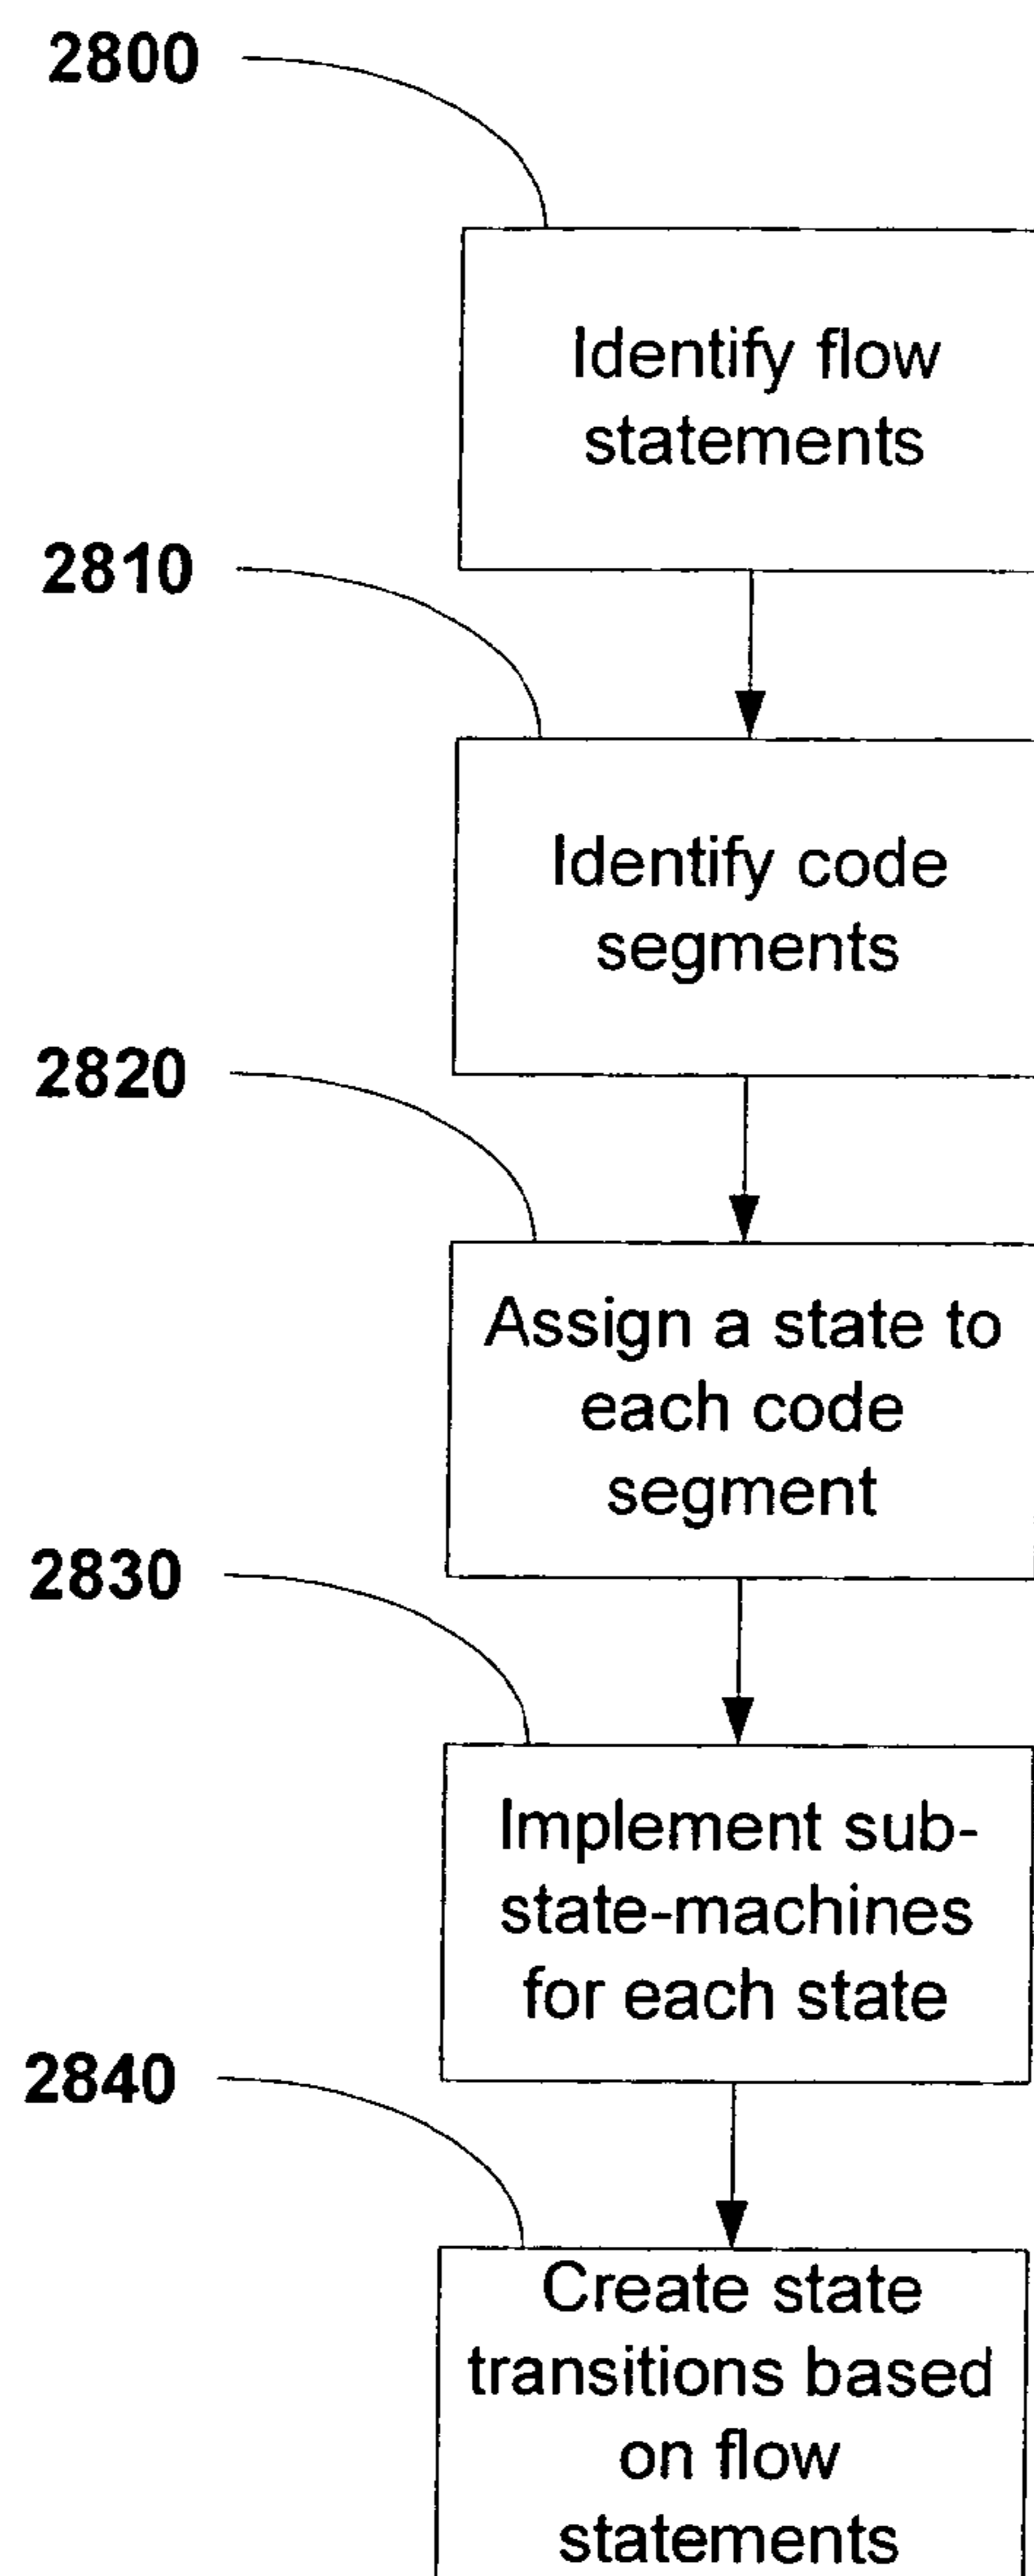 2800
Identify flow
statements
2810
Identify code
segments
2820
Assign a state to
each code
segment
2830
Implement sub-
state-machines
for each state
2840
Create state
transitions based
on flow
statements